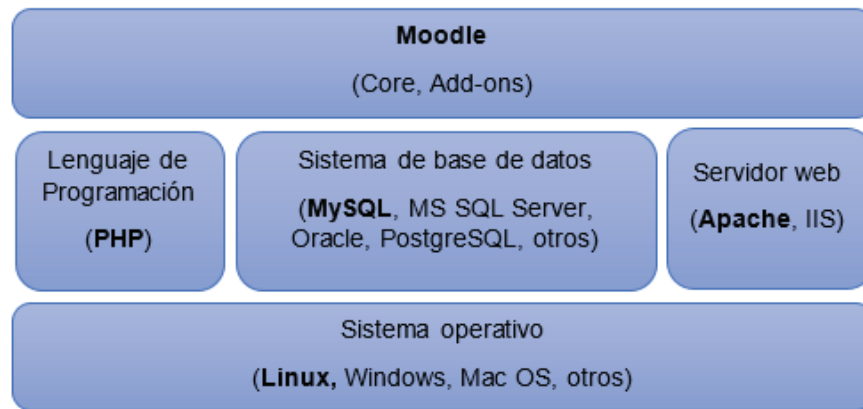 Moodle
(Core, Add-ons)
Lenguaje de
Programación
(PHP)
Sistema de base de datos
(MySQL, MS SQL Server,
Oracle, PostgreSQL, otros)
Servidor web
(Apache, IIS)
Sistema operativo
(Linux, Windows, Mac OS, otros)